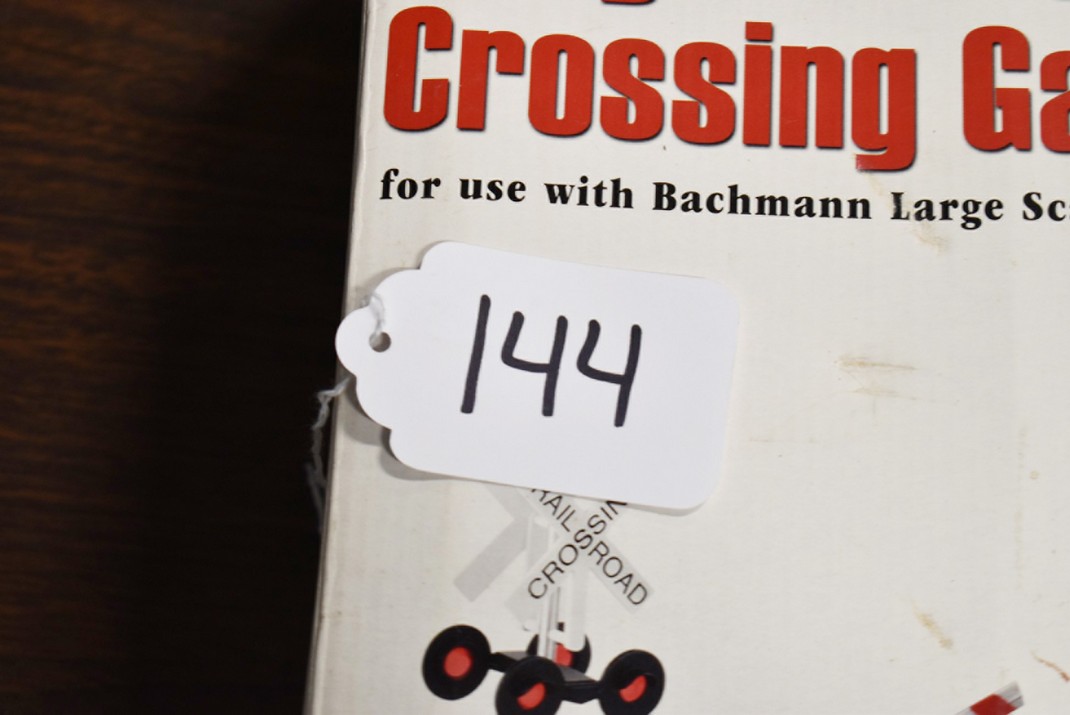 Crossing Ga
for use with Bachmann Large Sc
144
RAILROAD
CROSSIN